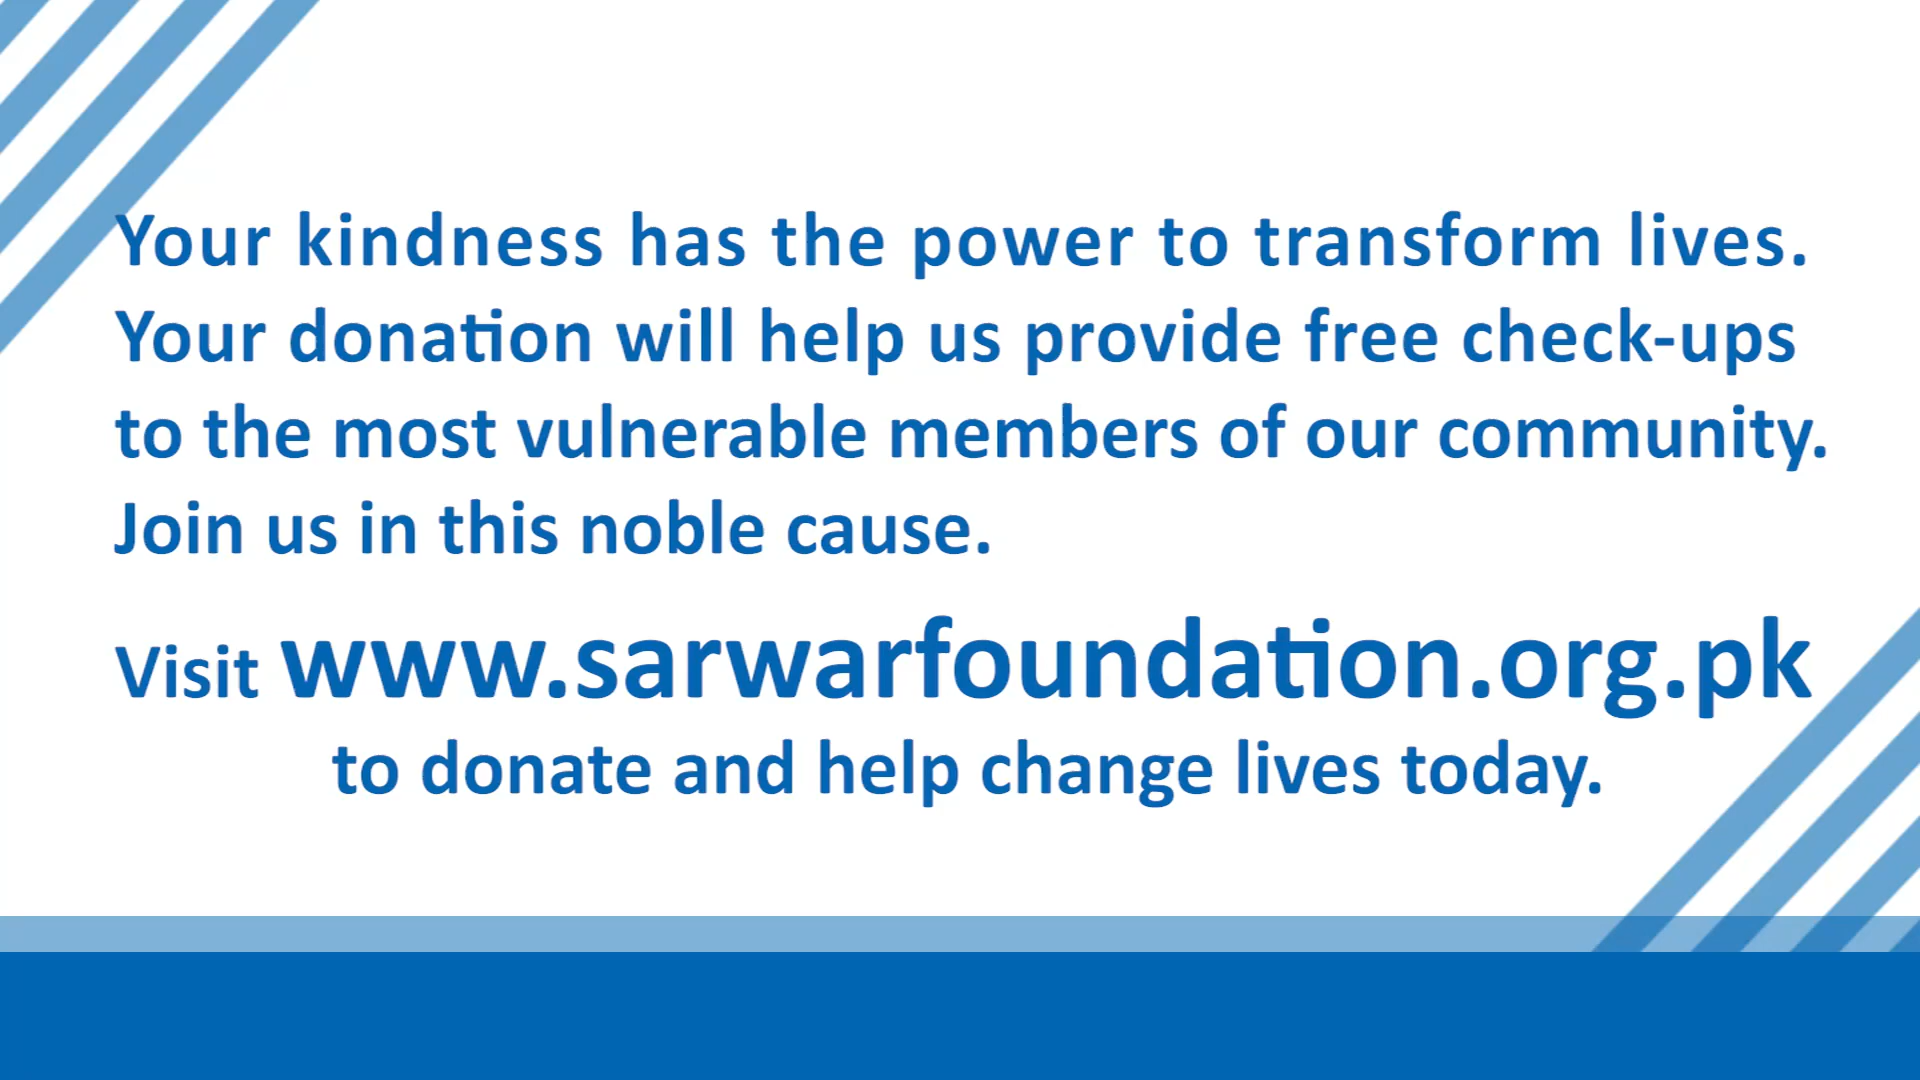 Your kindness has the power to transform lives.
Your donation will help us provide free check-ups
to the most vulnerable members of our community.
Join us in this noble cause.
Visit www.sarwarfoundation.org.pk
to donate and help change lives today.